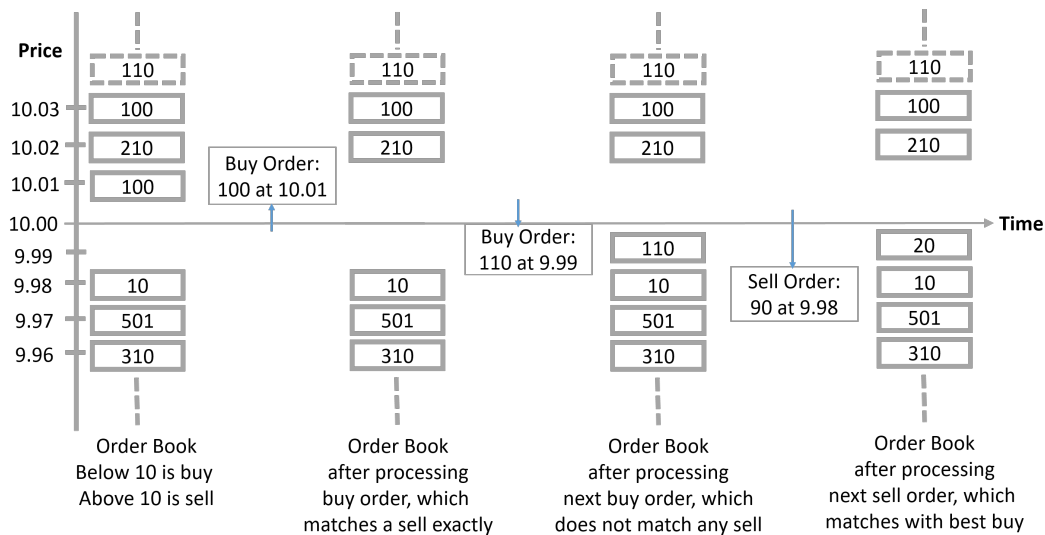 Price
10.03
10.02
10.01
10.00
9.99
9.98
9.97
9.96
110
100
210
100
10
501
310
Order Book
Below 10 is buy
Above 10 is sell
Buy Order:
100 at 10.01
110
100
210
10
501
310
Order Book
after processing
buy order, which
matches a sell exactly
Buy Order:
110 at 9.99
110
100
210
110
10
501
310
Order Book
after processing
next buy order, which
does not match any sell
Sell Order:
90 at 9.98
110
100
210
20
10
501
310
Order Book
after processing
next sell order, which
matches with best buy
Time